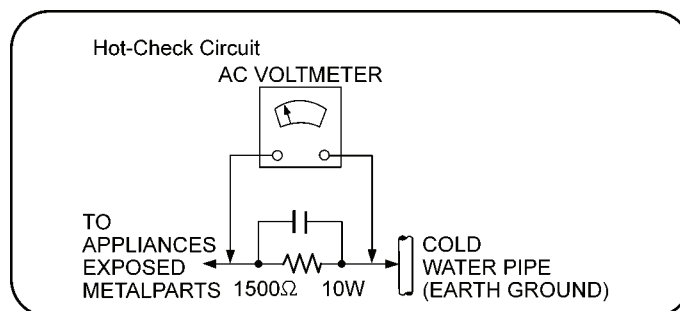 Hot-Check Circuit
AC VOLTMETER
TO
APPLIANCES
EXPOSED
METALPARTS
1500Ω
10W
COLD
WATER PIPE
(EARTH GROUND)